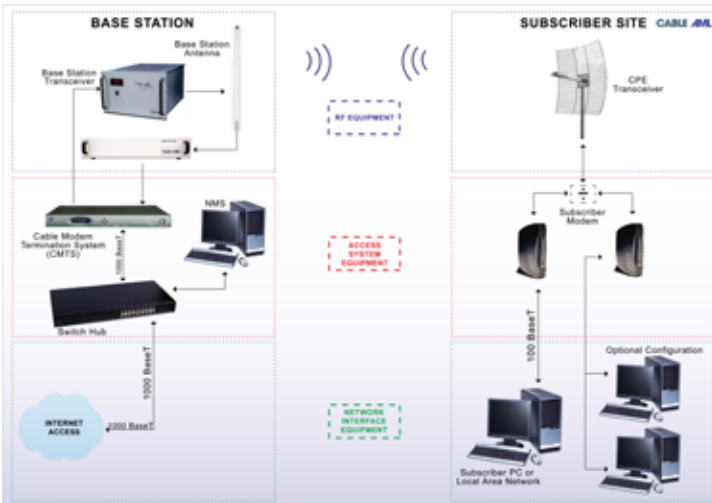 BASE STATION
SUBSCRIBER SITE
CABLE AML
Base Station
Antenna
Base Station
Transceiver
CPE
Transceiver
RF EQUIPMENT
NMS
Cable Modem
Termination System
(CMTS)
1000 BaseT
Switch Hub
ACCESS
SYSTEM
EQUIPMENT
Subscriber
Modem
1000 BaseT
100 BaseT
Optional Configuration
INTERNET
ACCESS
1000 BaseT
NETWORK
INTERFACE
EQUIPMENT
Subscriber PC or
Local Area Network